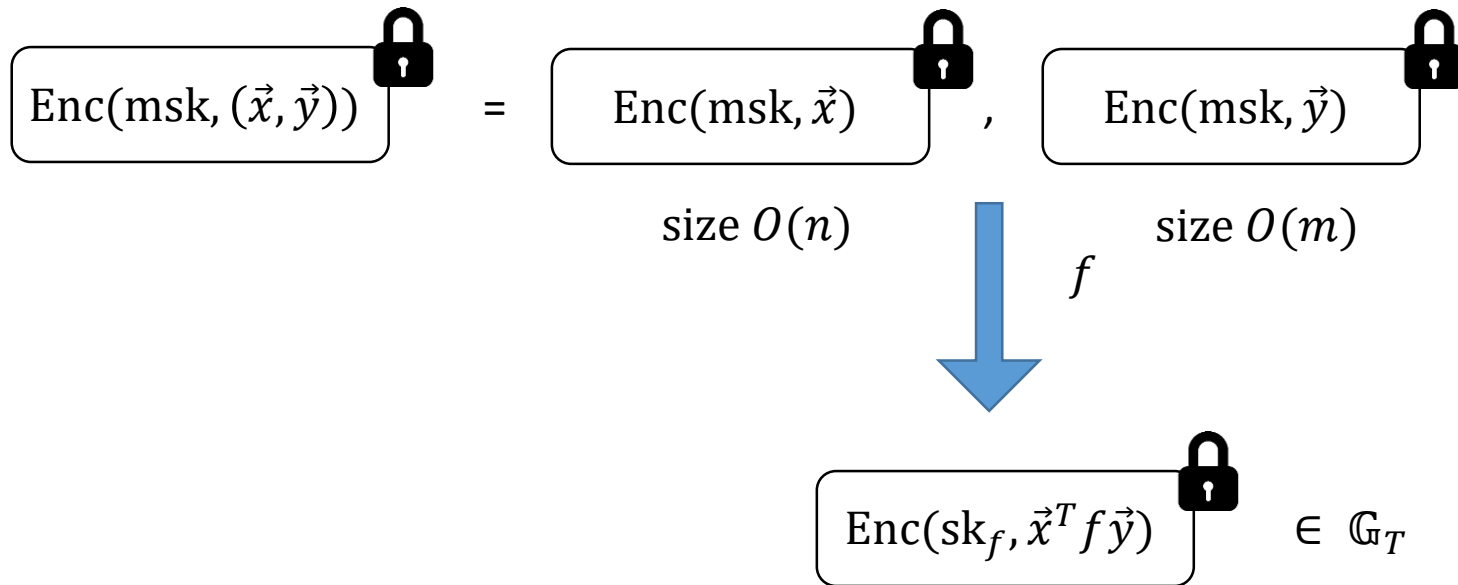 Enc(msk, (x⃗, y⃗)) = Enc(msk, x⃗) , Enc(msk, y⃗)
size O(n) size O(m)
f
Enc(sk_f, x⃗^T f y⃗) ∈ 𝔾_T